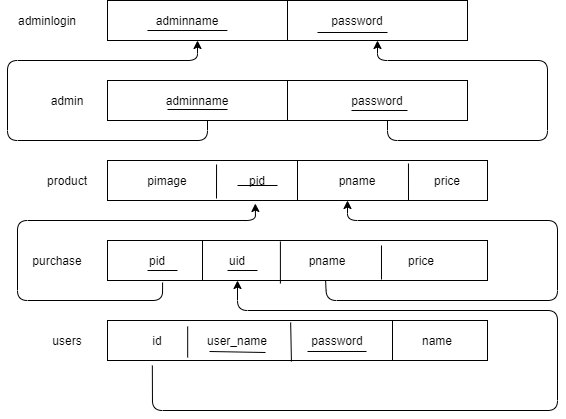 adminlogin adminname password
admin adminname password
product pimage pid pname price
purchase pid uid pname price
users id user_name password name